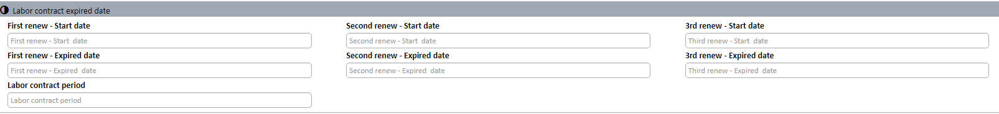 Labor contract expired date
First renew - Start date
Second renew - Start date
3rd renew - Start date
First renew - Start  date
Second renew - Start  date
Third renew - Start  date
First renew - Expired date
Second renew - Expired date
3rd renew - Expired date
First renew - Expired  date
Second renew - Expired  date
Third renew - Expired  date
Labor contract period
Labor contract period